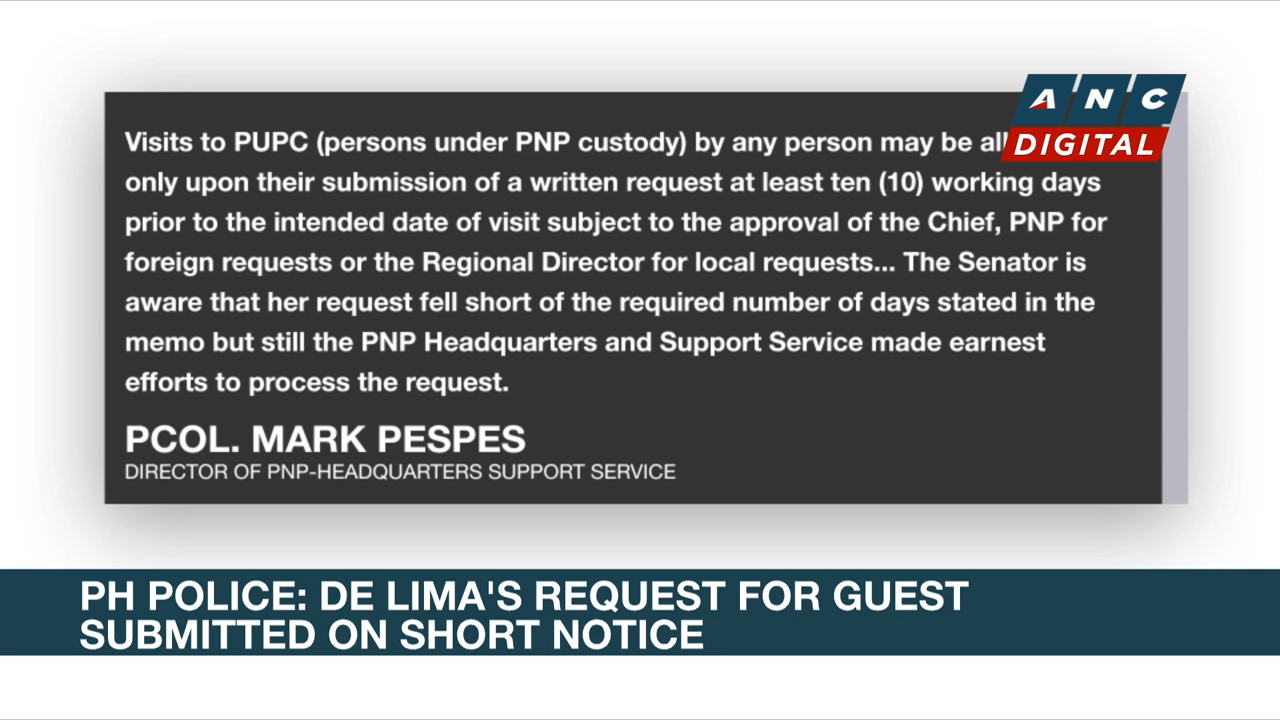 ANC
DIGITAL
Visits to PUPC (persons under PNP custody) by any person may be
only upon their submission of a written request at least ten (10) working days
prior to the intended date of visit subject to the approval of the Chief, PNP for
foreign requests or the Regional Director for local requests... The Senator is
aware that her request fell short of the required number of days stated in the
memo but still the PNP Headquarters and Support Service made earnest
efforts to process the request.
PCOL. MARK PESPES
DIRECTOR OF PNP-HEADQUARTERS SUPPORT SERVICE
PH POLICE: DE LIMA'S REQUEST FOR GUEST
SUBMITTED ON SHORT NOTICE